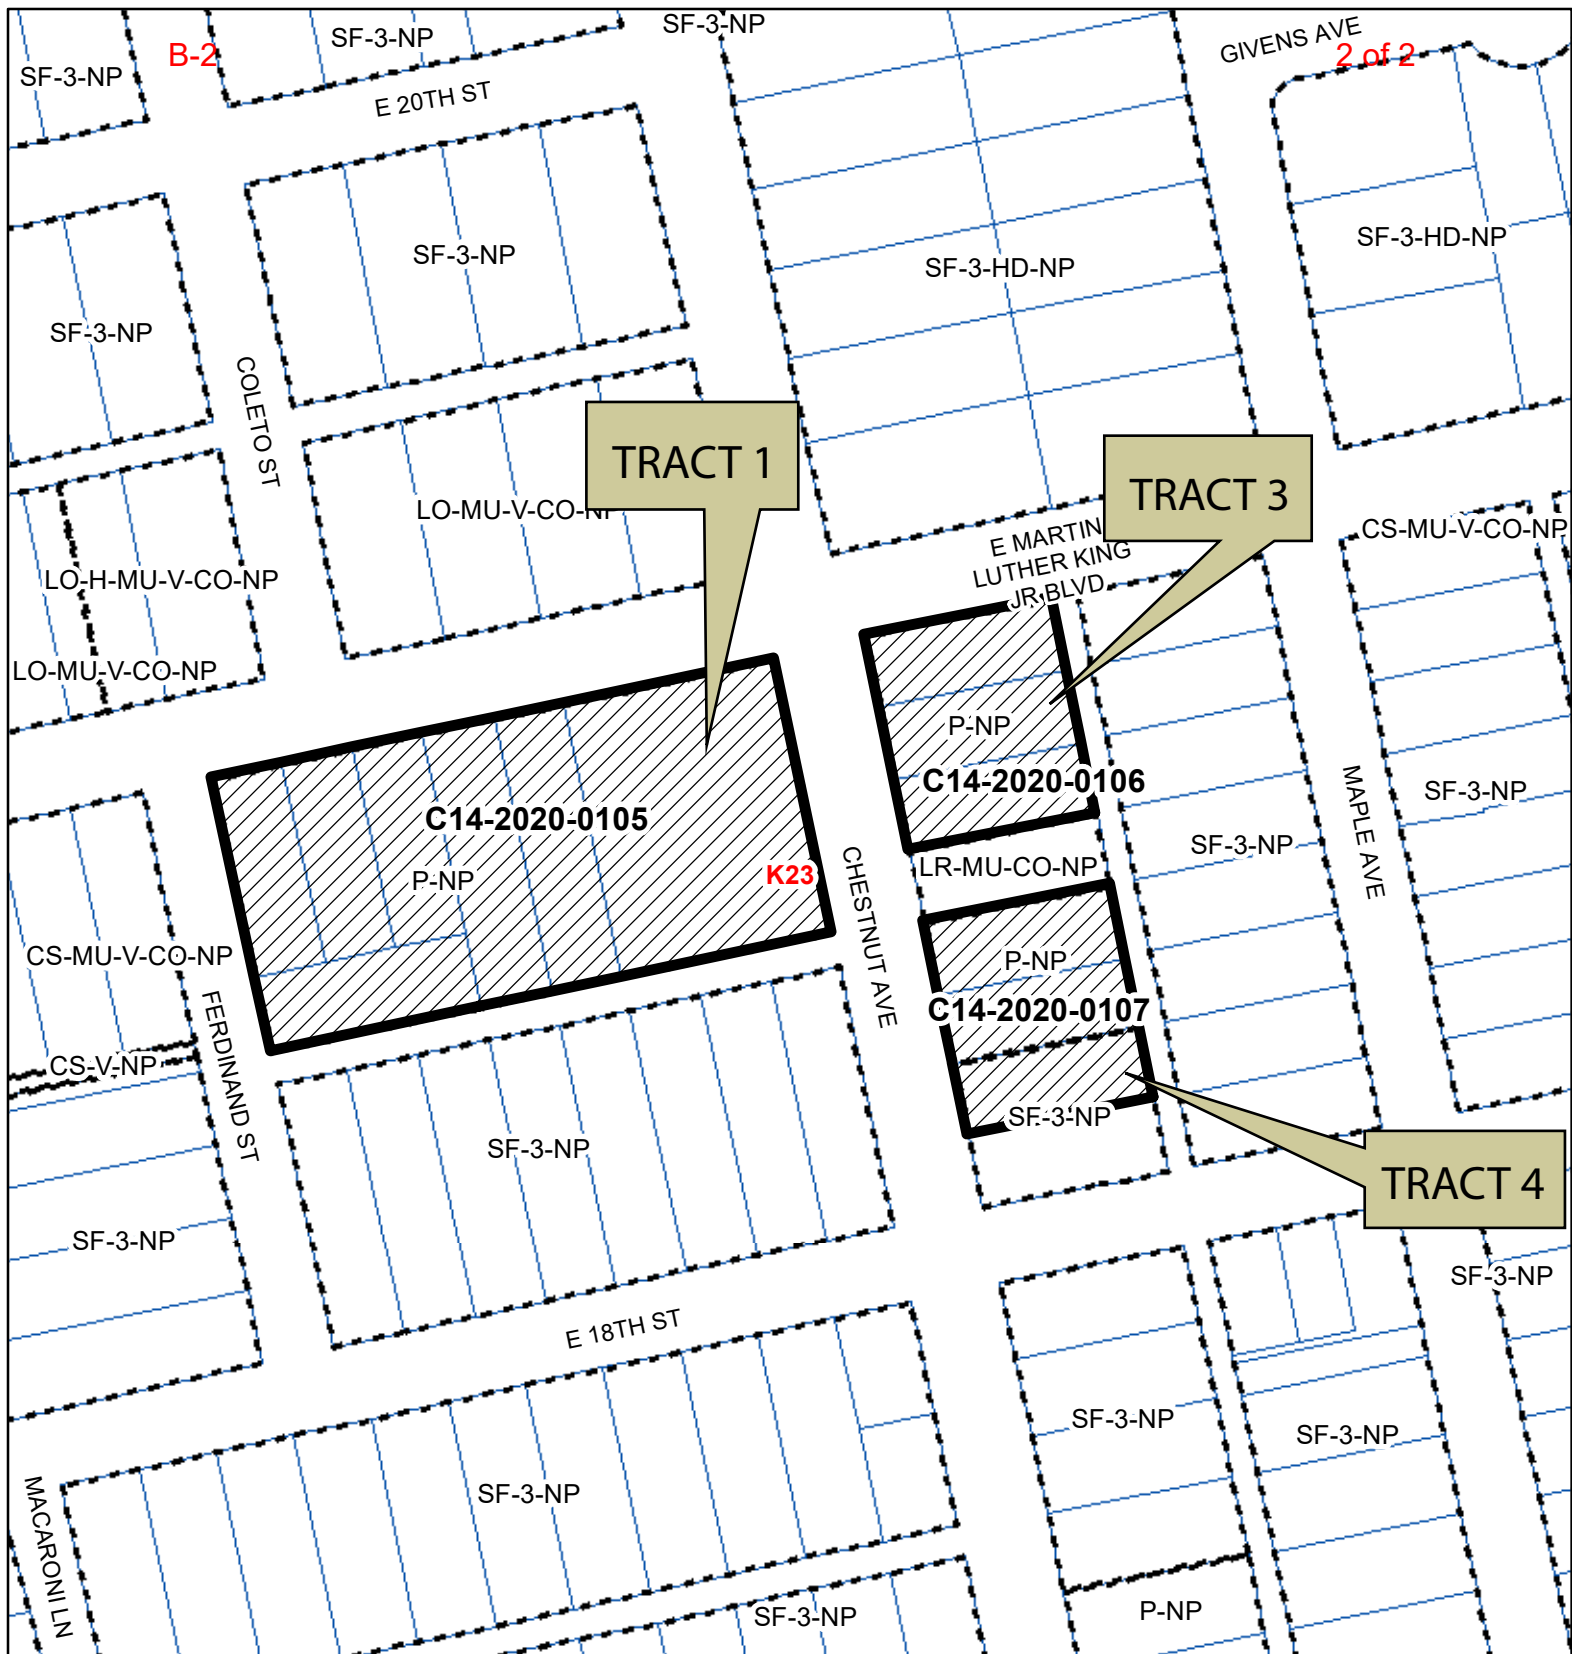 SF-3-NP
GIVENS AVE
SF-3-NP
B-2
2 of 2
SF-3-NP
E 20TH ST
SF-3-HD-NP
SF-3-NP
SF-3-HD-NP
SF-3-NP
COLETO ST
TRACT 1
TRACT 3
LO-MU-V-CO-NP
CS-MU-V-CO-NP
E MARTIN
LUTHER KING
JR BLVD
LO-H-MU-V-CO-NP
LO-MU-V-CO-NP
P-NP
C14-2020-0106
MAPLE AVE
SF-3-NP
C14-2020-0105
SF-3-NP
LR-MU-CO-NP
K23
P-NP
CHESTNUT AVE
CS-MU-V-CO-NP
P-NP
C14-2020-0107
FERDINAND ST
CS-V-NP
SF-3-NP
SF-3-NP
TRACT 4
SF-3-NP
SF-3-NP
E 18TH ST
SF-3-NP
SF-3-NP
SF-3-NP
MACARONI LN
P-NP
SF-3-NP